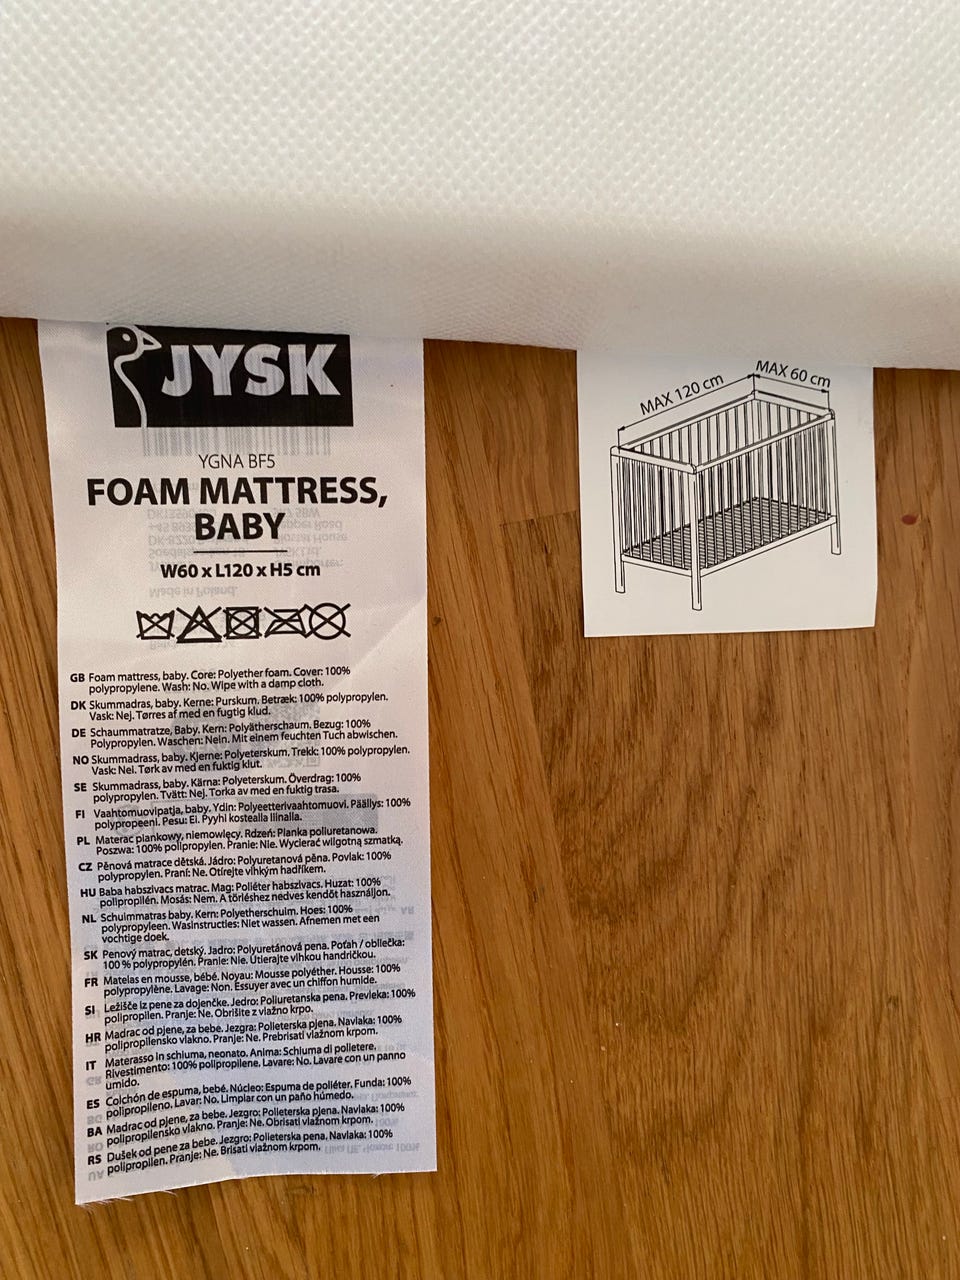 JYSK
YGNA BF5
FOAM MATTRESS,
BABY
W60 x L120 x H5 cm
GB Foam mattress, baby. Core: Polyether foam. Cover: 100%
polypropylene. Wash: No. Wipe with a damp cloth.
DK Skummadras, baby. Kerne: Purskum. Betræk: 100% polypropylen.
Vask: Nej. Tørres af med en fugtig klud.
DE Schaummatratze, Baby. Kern: Polyätherschaum. Bezug: 100%
Polypropylen. Waschen: Nein. Mit einem feuchten Tuch abwischen.
NO Skummadrass, baby. Kjerne: Polyeterskum. Trekk: 100% polypropylen.
Vask: Nei. Tørk av med en fuktig klut.
SE Skummadrass, baby. Kärna: Polyeterskum. Överdrag: 100%
polypropylen. Tvätt: Nej. Torka av med en fuktig trasa.
FI Vaahtomuovipatja, baby. Ydin: Polyeetterivaahtomuovi. Päällys: 100%
polypropeeni. Pesu: Ei. Pyyhi kostealla liinalla.
PL Materac piankowy, niemowlęcy. Rdzeń: Pianka poliuretanowa.
Poszwa: 100% polipropylen. Pranie: Nie. Wycierać wilgotną szmatką.
CZ Pěnová matrace dětská. Jádro: Polyuretanová pěna. Povlak: 100%
polypropylen. Praní: Ne. Otírejte vlhkým hadříkem.
HU Baba habszivacs matrac. Mag: Poliéter habszivacs. Huzat: 100%
polipropilén. Mosás: Nem. A törléshez nedves kendőt használjon.
NL Schuimmatras baby. Kern: Polyetherschuim. Hoes: 100%
polypropyleen. Wasinstructies: Niet wassen. Afnemen met een
vochtige doek.
SK Penový matrac, detský. Jadro: Polyuretánová pena. Poťah / obliečka:
100 % polypropylén. Pranie: Nie. Utierajte vlhkou handričkou.
FR Matelas en mousse, bébé. Noyau: Mousse polyéther. Housse: 100%
polypropylène. Lavage: Non. Essuyer avec un chiffon humide.
SI Ležišče iz pene za dojenčke. Jedro: Poliuretanska pena. Prevleka: 100%
polipropilen. Pranje: Ne. Obrišite z vlažno krpo.
HR Madrac od pjene, za bebe. Jezgra: Polieterska pjena. Navlaka: 100%
polipropilensko vlakno. Pranje: Ne. Prebrisati vlažnom krpom.
IT Materasso in schiuma, neonato. Anima: Schiuma di polietere.
Rivestimento: 100% polipropilene. Lavare: No. Lavare con un panno
umido.
ES Colchón de espuma, bebé. Núcleo: Espuma de poliéter. Funda: 100%
polipropileno. Lavar: No. Limpiar con un paño húmedo.
BA Madrac od pjene, za bebe. Jezgro: Polieterska pjena. Navlaka: 100%
polipropilensko vlakno. Pranje: Ne. Obrisati vlažnom krpom.
RS Dušek od pene za bebe. Jezgro: Polieterska pena. Navlaka: 100%
polipropilen. Pranje: Ne. Brisati vlažnom krpom.
MAX 120 cm
MAX 60 cm